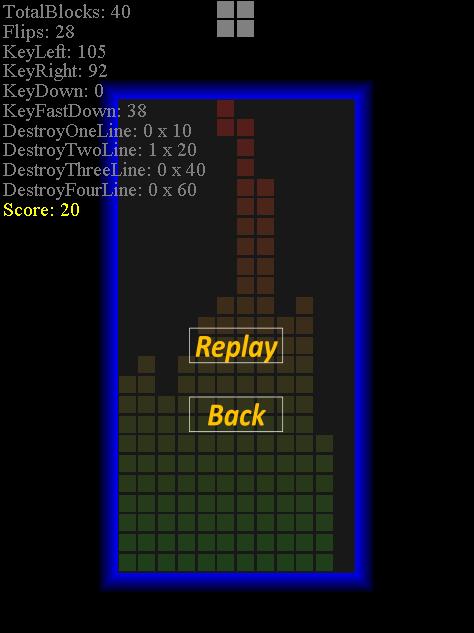 TotalBlocks: 40
Flips: 28
KeyLeft: 105
KeyRight: 92
KeyDown: 0
KeyFastDown: 38
DestroyOneLine: 0 x 10
DestroyTwoLine: 1 x 20
DestroyThreeLine: 0 x 40
DestroyFourLine: 0 x 60
Score: 20
Replay
Back